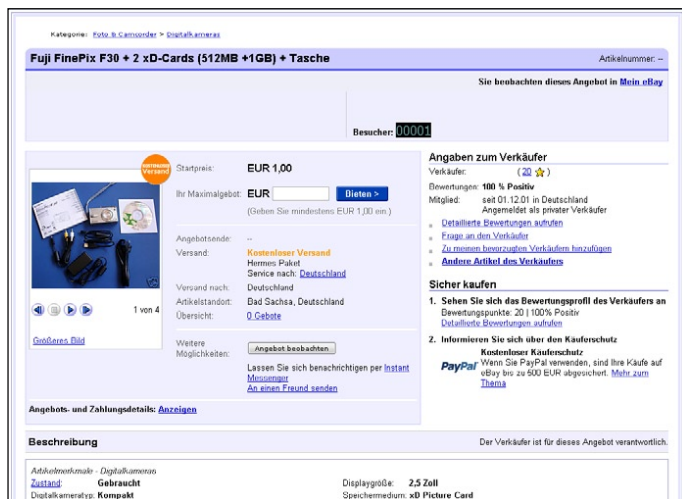 Kategorie: Foto & Camcorder > Digitalkameras
Fuji FinePix F30 + 2 xD-Cards (512MB +1GB) + Tasche
Artikelnummer: --
Sie beobachten dieses Angebot in Mein eBay
Besucher: 00001
Kostenloser Versand
Startpreis: EUR 1,00
Ihr Maximalgebot: EUR Bieten >
(Geben Sie mindestens EUR 1,00 ein.)
Angebotsende: --
Versand: Kostenloser Versand
Hermes Paket
Service nach: Deutschland
Versand nach: Deutschland
Artikelstandort: Bad Sachsa, Deutschland
Übersicht: 0 Gebote
1 von 4
Größeres Bild
Weitere Möglichkeiten: Angebot beobachten
Lassen Sie sich benachrichtigen per Instant
Messenger
An einen Freund senden
Angebots- und Zahlungsdetails: Anzeigen
Angaben zum Verkäufer
Verkäufer: ( 20 )
Bewertungen: 100 % Positiv
Mitglied: seit 01.12.01 in Deutschland
Angemeldet als privater Verkäufer
Detaillierte Bewertungen aufrufen
Frage an den Verkäufer
Zu meinen bevorzugten Verkäufern hinzufügen
Andere Artikel des Verkäufers
Sicher kaufen
1. Sehen Sie sich das Bewertungsprofil des Verkäufers an
Bewertungspunkte: 20 | 100% Positiv
Detaillierte Bewertungen aufrufen
2. Informieren Sie sich über den Käuferschutz
Kostenloser Käuferschutz
PayPal Wenn Sie PayPal verwenden, sind Ihre Käufe auf
eBay bis zu 500 EUR abgesichert. Mehr zum
Thema
Beschreibung
Der Verkäufer ist für dieses Angebot verantwortlich.
Artikelmerkmale - Digitalkameras
Zustand: Gebraucht
Displaygröße: 2,5 Zoll
Digitalkameratyp: Kompakt
Speichermedium: xD Picture Card